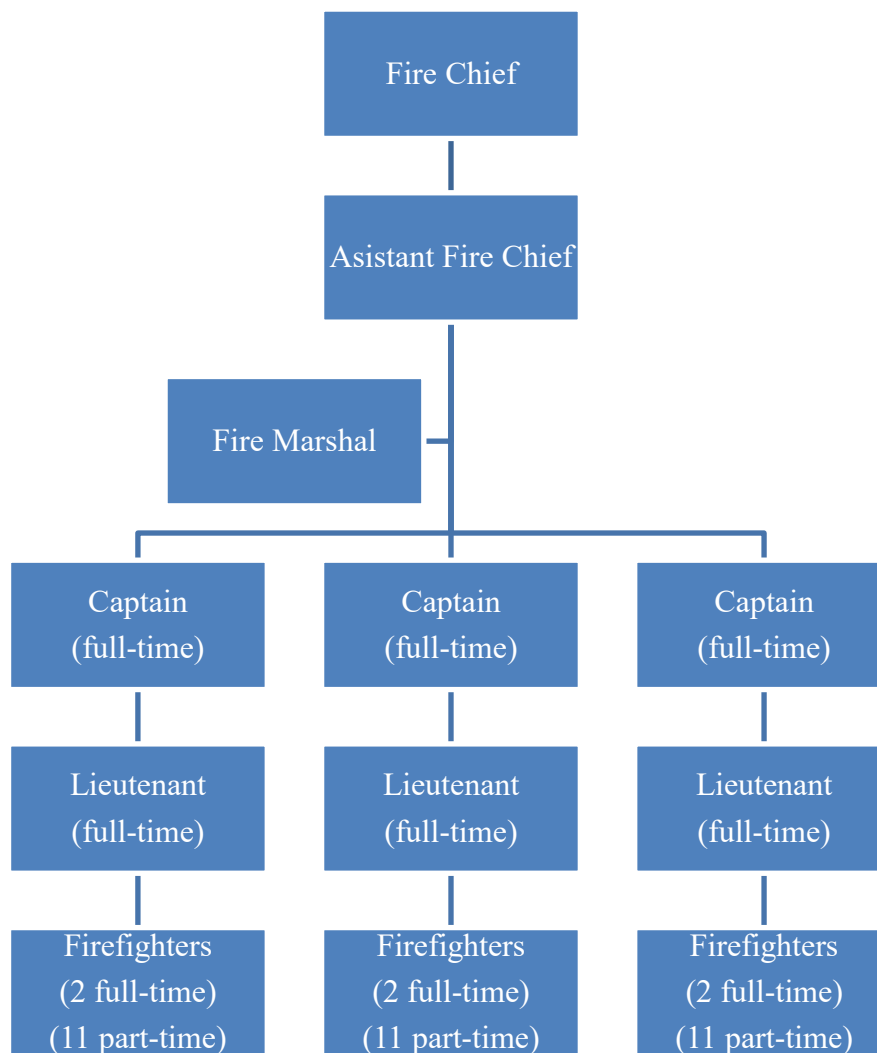 Fire Chief
Asistant Fire Chief
Fire Marshal
Captain
(full-time)
Captain
(full-time)
Captain
(full-time)
Lieutenant
(full-time)
Lieutenant
(full-time)
Lieutenant
(full-time)
Firefighters
(2 full-time)
(11 part-time)
Firefighters
(2 full-time)
(11 part-time)
Firefighters
(2 full-time)
(11 part-time)